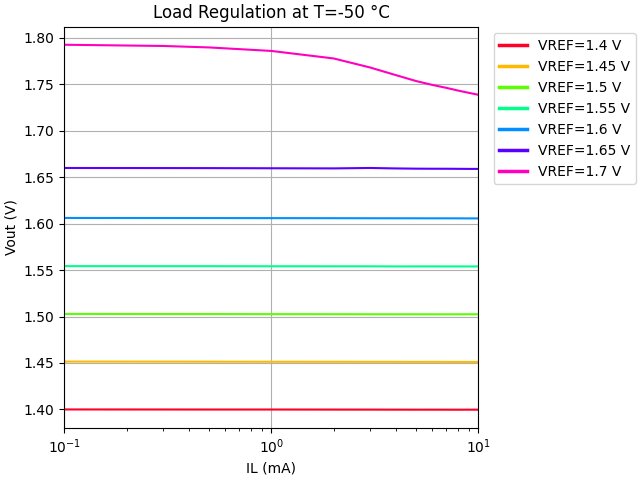 Load Regulation at T=-50 °C
Vout (V)
1.80
1.75
1.70
1.65
1.60
1.55
1.50
1.45
1.40
10⁻¹
10⁰
10¹
IL (mA)
VREF=1.4 V
VREF=1.45 V
VREF=1.5 V
VREF=1.55 V
VREF=1.6 V
VREF=1.65 V
VREF=1.7 V